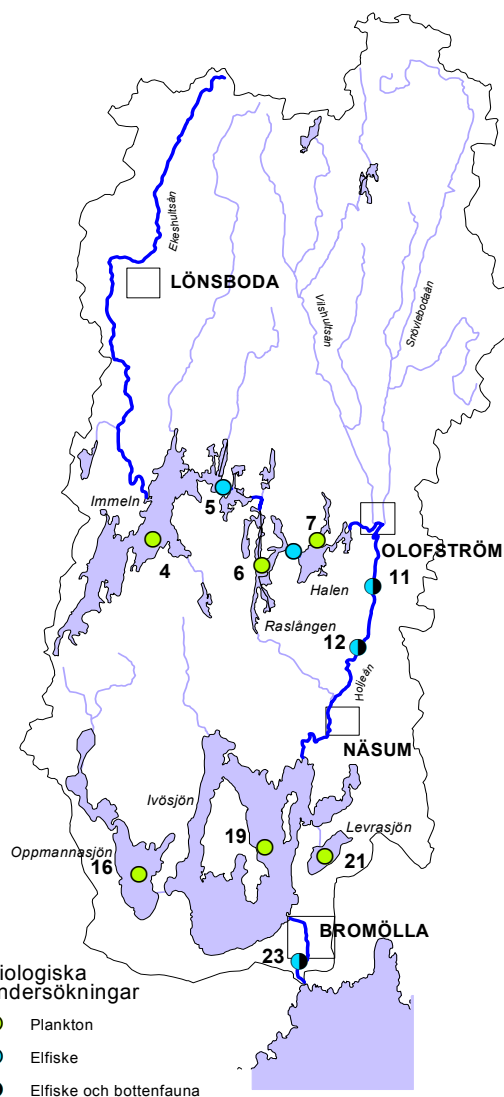 Ekeshultsån
LÖNSBODA
Vilshultsån
Snövlebodaån
Immeln
5
7
4
6
OLOFSTRÖM
Halen
11
Raslången
12
Holjeån
NÄSUM
Ivösjön
19
Levrasjön
Oppmannasjön
16
21
BROMÖLLA
23
iologiska
ndersökningar
Plankton
Elfiske
Elfiske och bottenfauna